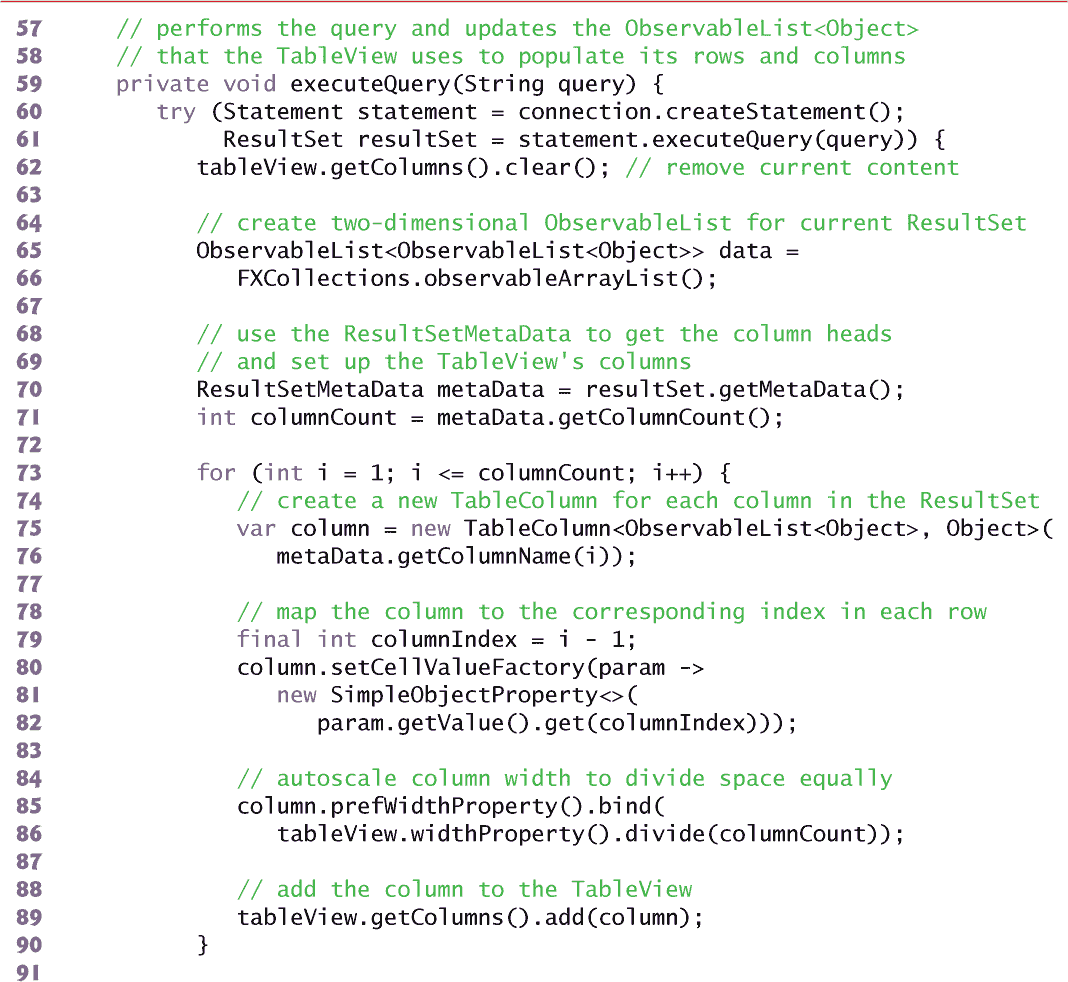 57 // performs the query and updates the ObservableList<Object>
58 // that the TableView uses to populate its rows and columns
59 private void executeQuery(String query) {
60 try (Statement statement = connection.createStatement();
61 ResultSet resultSet = statement.executeQuery(query)) {
62 tableView.getColumns().clear(); // remove current content
63
64 // create two-dimensional ObservableList for current ResultSet
65 ObservableList<ObservableList<Object>> data =
66 FXCollections.observableArrayList();
67
68 // use the ResultSetMetaData to get the column heads
69 // and set up the TableView's columns
70 ResultSetMetaData metaData = resultSet.getMetaData();
71 int columnCount = metaData.getColumnCount();
72
73 for (int i = 1; i <= columnCount; i++) {
74 // create a new TableColumn for each column in the ResultSet
75 var column = new TableColumn<ObservableList<Object>, Object>(
76 metaData.getColumnName(i));
77
78 // map the column to the corresponding index in each row
79 final int columnIndex = i - 1;
80 column.setCellValueFactory(param ->
81 new SimpleObjectProperty<>(
82 param.getValue().get(columnIndex)));
83
84 // autoscale column width to divide space equally
85 column.prefWidthProperty().bind(
86 tableView.widthProperty().divide(columnCount));
87
88 // add the column to the TableView
89 tableView.getColumns().add(column);
90 }
91